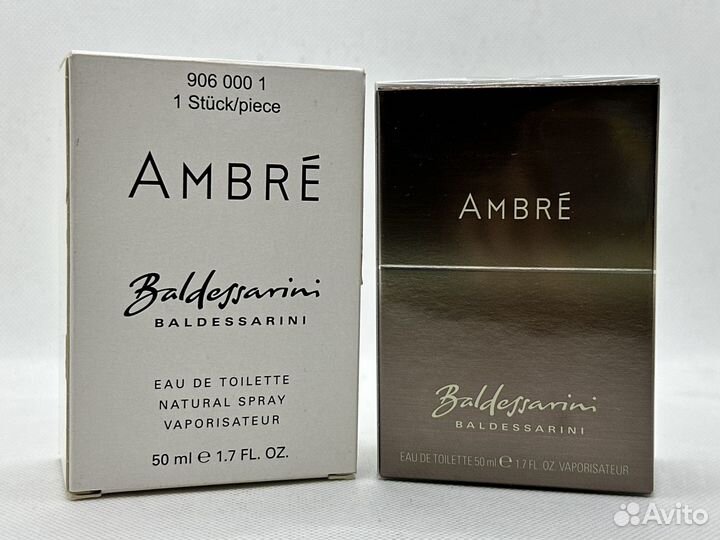 906 000 1
1 Stück/piece
AMBRÉ
Baldessarini
BALDESSARINI
EAU DE TOILETTE
NATURAL SPRAY
VAPORISATEUR
50 ml ℮ 1.7 FL. OZ.
AMBRÉ
Baldessarini
BALDESSARINI
EAU DE TOILETTE 50 ml ℮ 1.7 FL. OZ. VAPORISATEUR
Avito